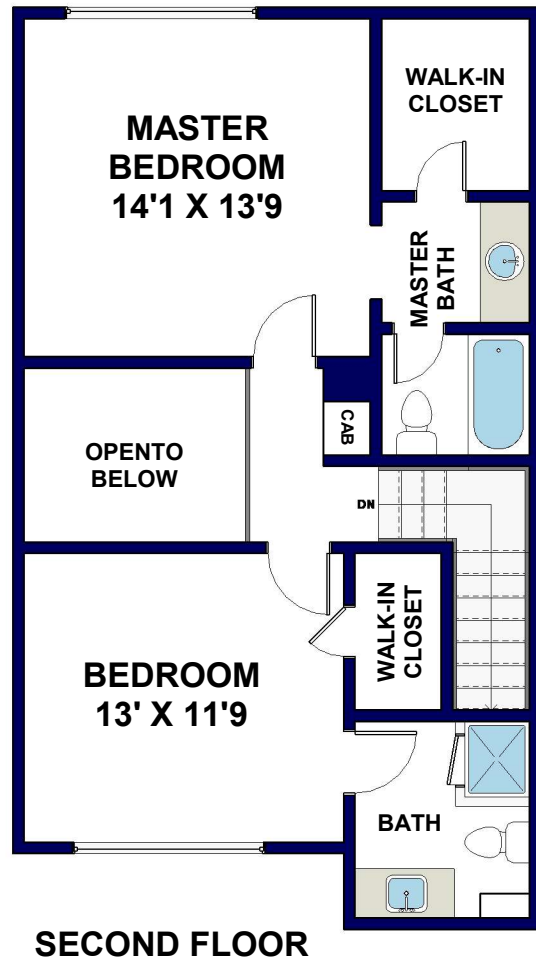 MASTER
BEDROOM
14'1 X 13'9
WALK-IN
CLOSET
MASTER
BATH
CAB
OPENTO
BELOW
DN
BEDROOM
13' X 11'9
WALK-IN
CLOSET
BATH
SECOND FLOOR